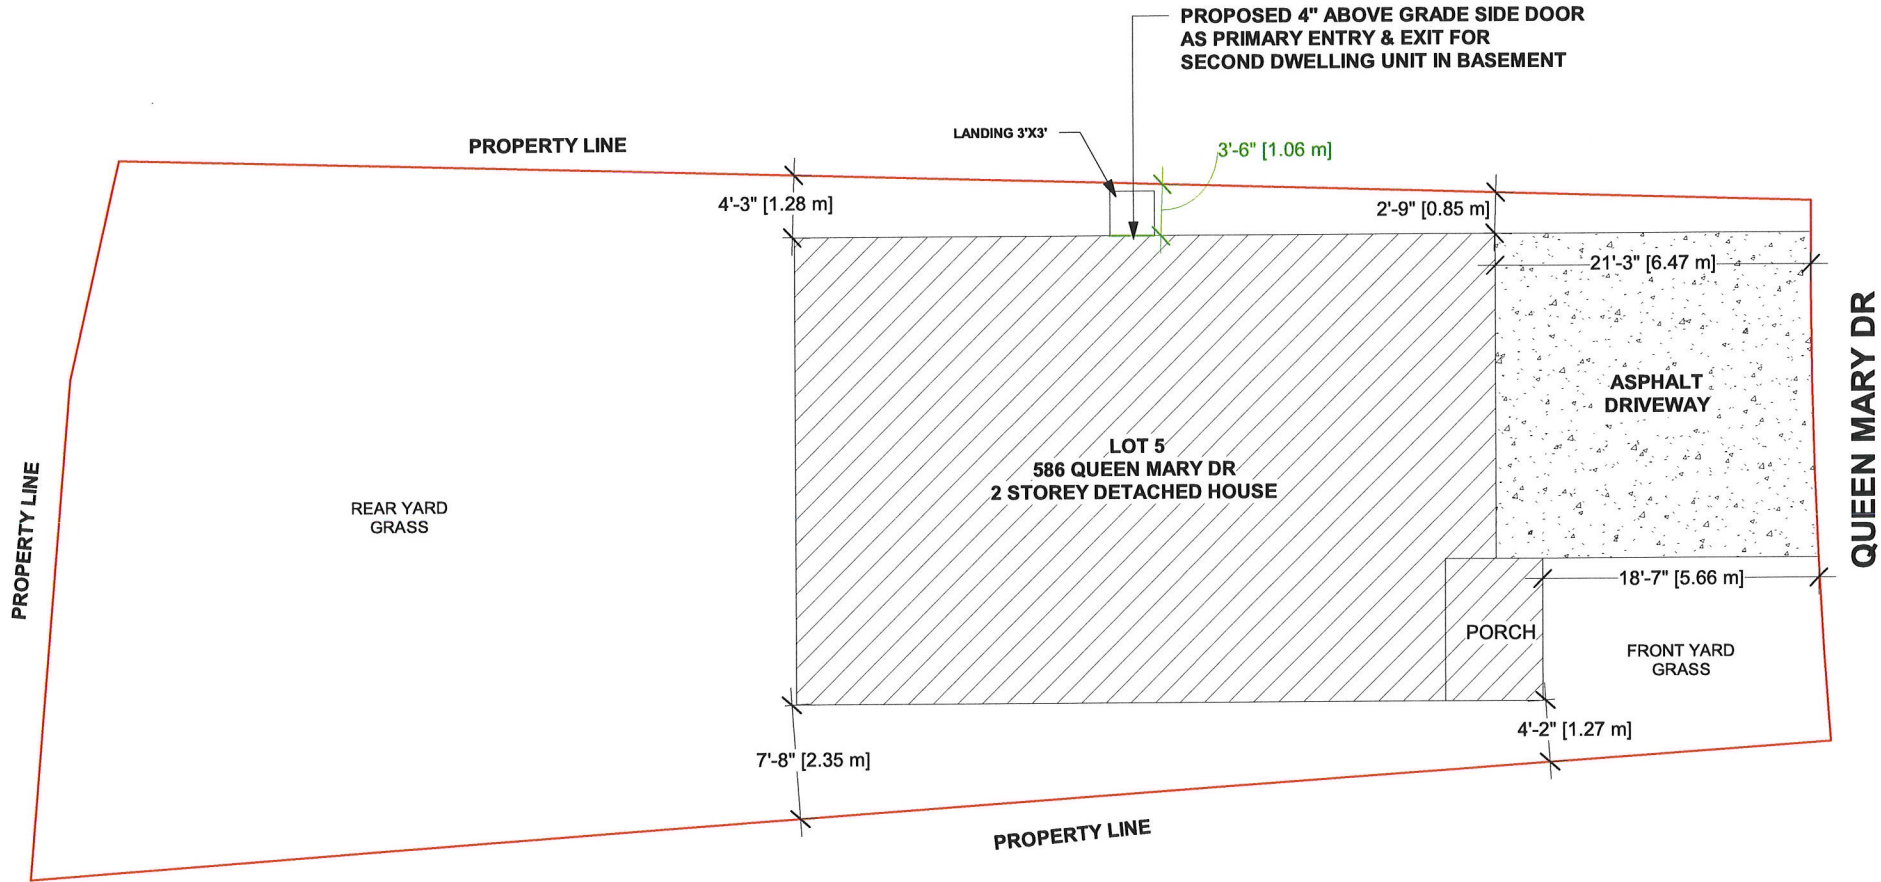 PROPOSED 4" ABOVE GRADE SIDE DOOR
AS PRIMARY ENTRY & EXIT FOR
SECOND DWELLING UNIT IN BASEMENT
LANDING 3'X3'
PROPERTY LINE
3'-6" [1.06 m]
4'-3" [1.28 m]
2'-9" [0.85 m]
21'-3" [6.47 m]
QUEEN MARY DR
ASPHALT
DRIVEWAY
LOT 5
586 QUEEN MARY DR
2 STOREY DETACHED HOUSE
PROPERTY LINE
REAR YARD
GRASS
18'-7" [5.66 m]
PORCH
FRONT YARD
GRASS
4'-2" [1.27 m]
7'-8" [2.35 m]
PROPERTY LINE